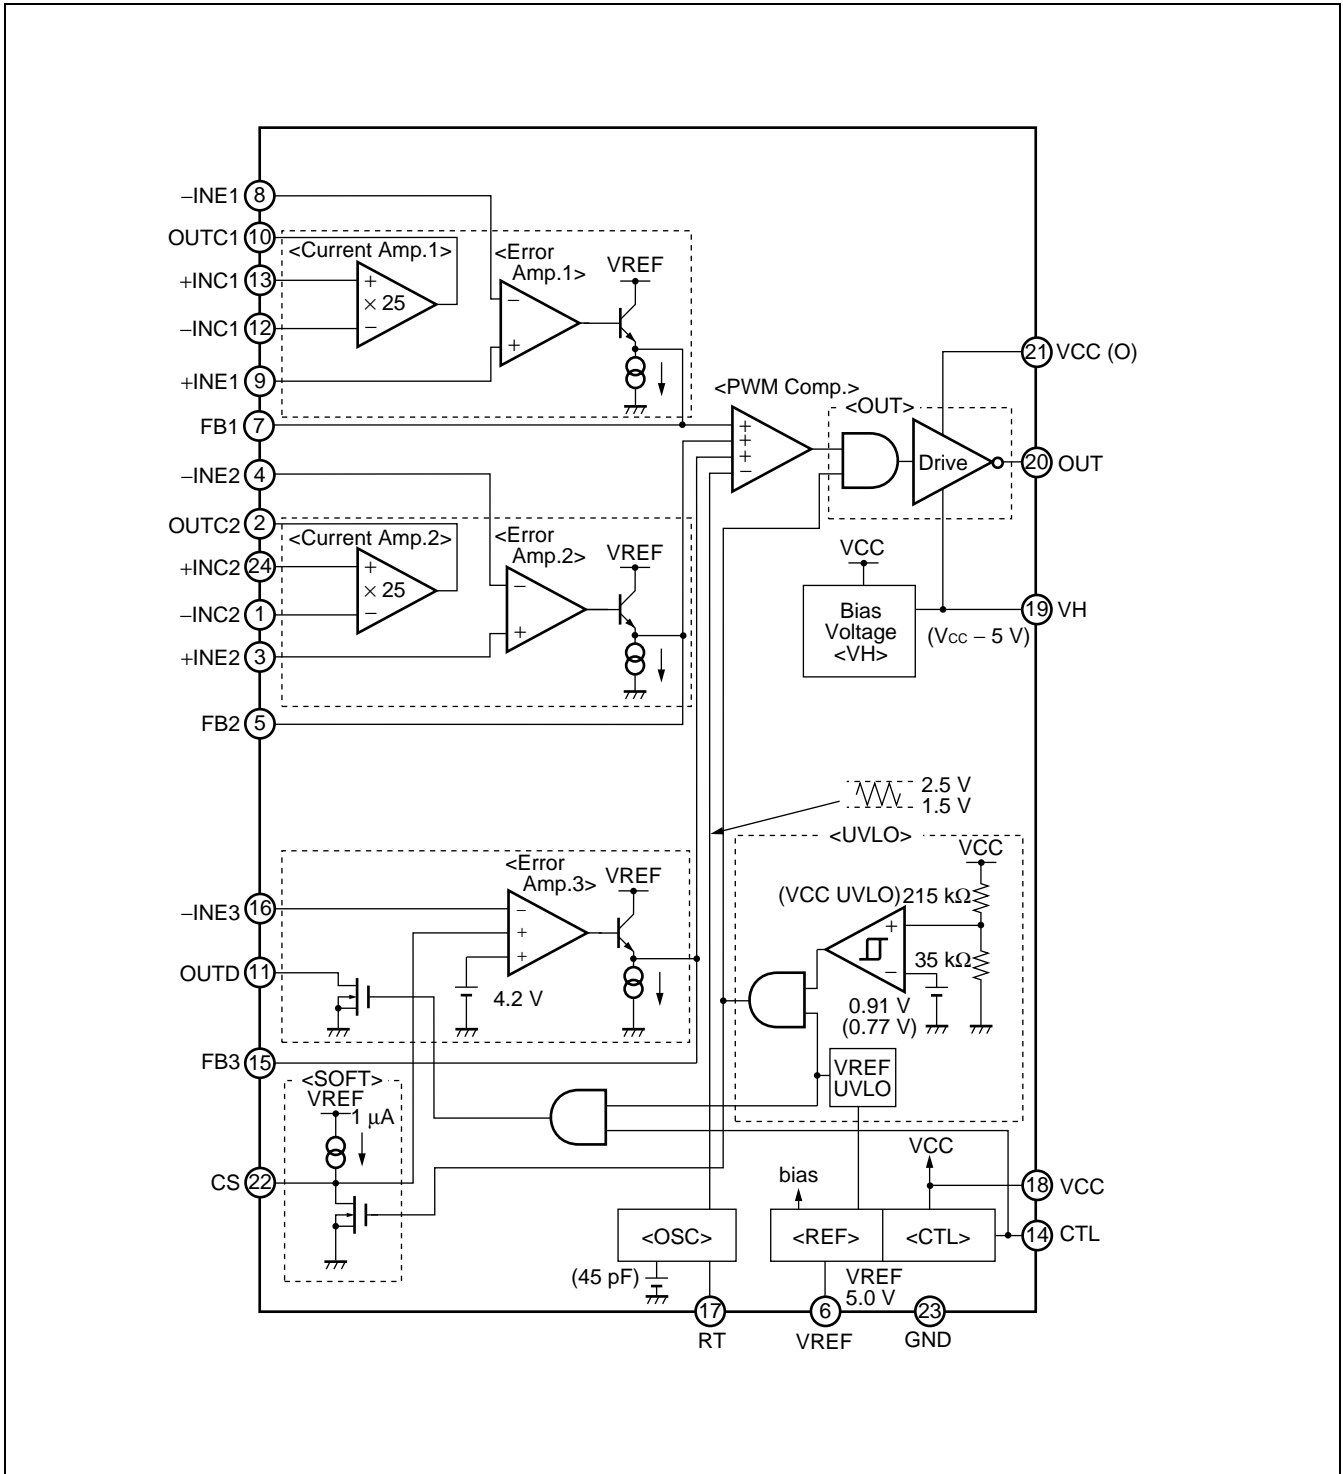 −INE1 8
OUTC1 10
<Current Amp.1>
<Error
Amp.1>
VREF
+INC1 13
+
× 25
−
−INC1 12
−
+
+INE1 9
FB1 7
<PWM Comp.>
+
+
+
−
<OUT>
Drive
21 VCC (O)
20 OUT
−INE2 4
OUTC2 2
<Current Amp.2>
<Error
Amp.2>
VREF
+INC2 24
+
× 25
−
−INC2 1
−
+
+INE2 3
FB2 5
VCC
Bias
Voltage
<VH>
19 VH
(VCC − 5 V)
2.5 V
1.5 V
<UVLO>
VCC
(VCC UVLO) 215 kΩ
+
−
35 kΩ
0.91 V
(0.77 V)
VREF
UVLO
<Error
Amp.3>
VREF
−INE3 16
−
+
+
OUTD 11
4.2 V
FB3 15
<SOFT>
VREF
1 µA
CS 22
bias
VCC
18 VCC
<OSC>
<REF>
<CTL>
14 CTL
(45 pF)
VREF
5.0 V
17
RT
6
VREF
23
GND